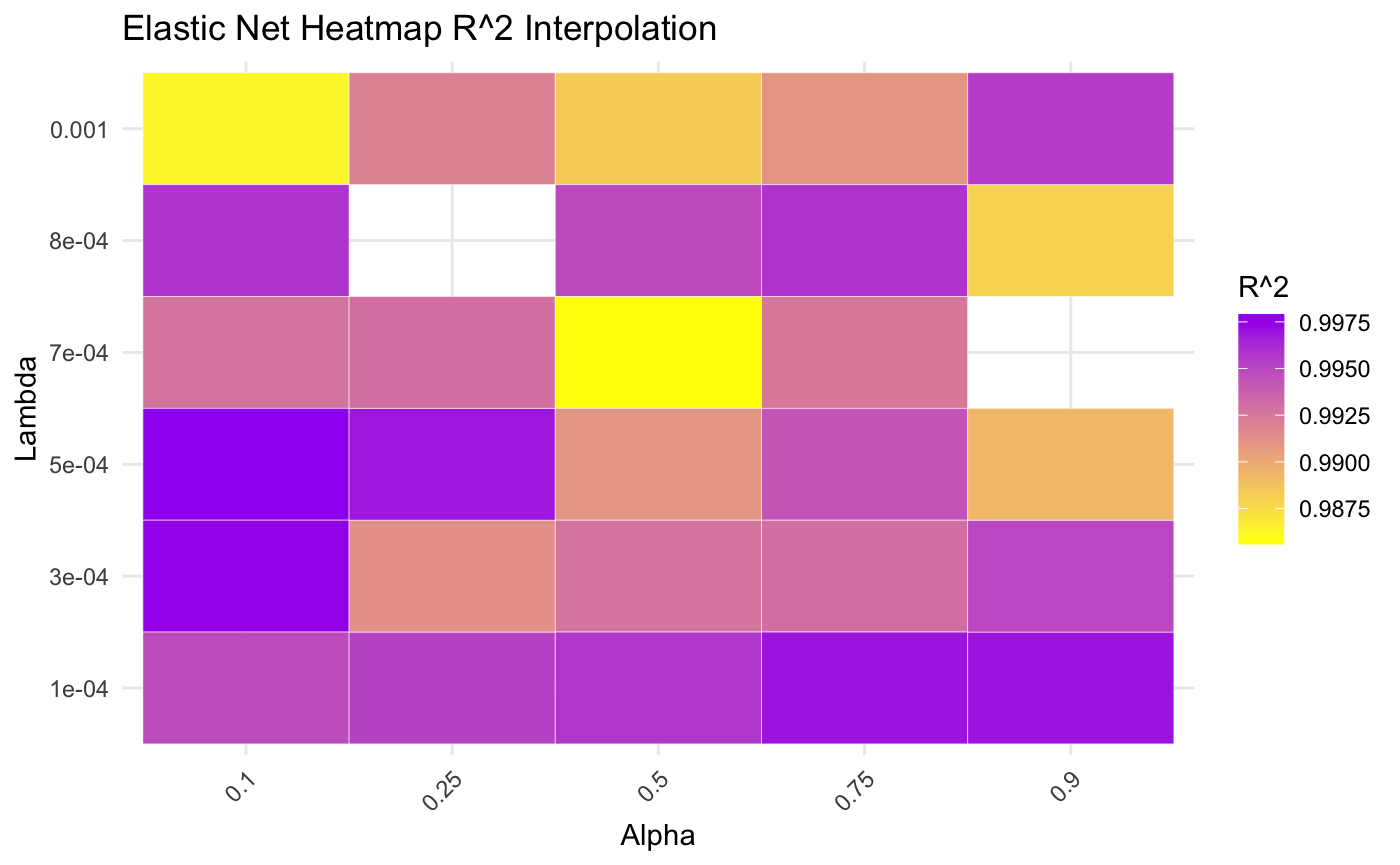 Elastic Net Heatmap R^2 Interpolation
0.001
8e-04
7e-04
5e-04
3e-04
1e-04
Lambda
0.1
0.25
0.5
0.75
0.9
Alpha
R^2
0.9975
0.9950
0.9925
0.9900
0.9875